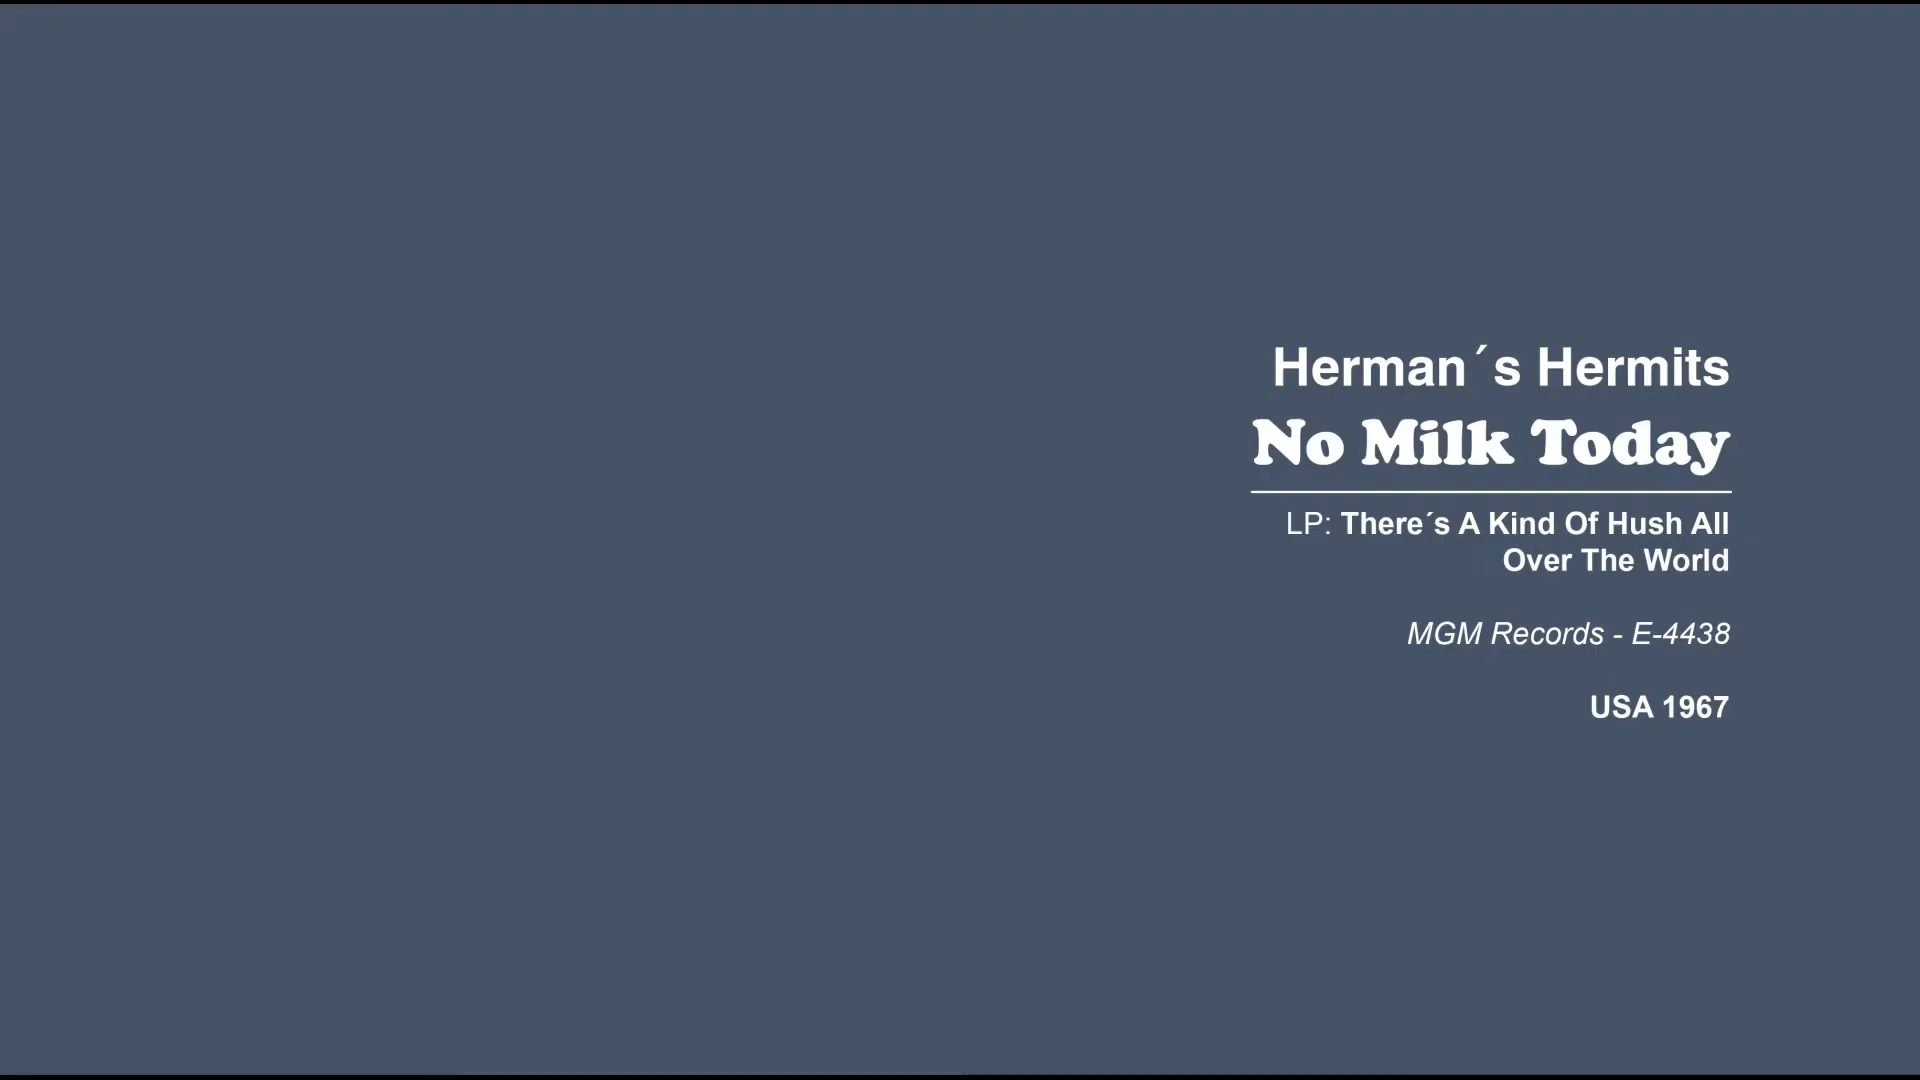 Herman´s Hermits
No Milk Today
LP: There´s A Kind Of Hush All
Over The World
MGM Records - E-4438
USA 1967